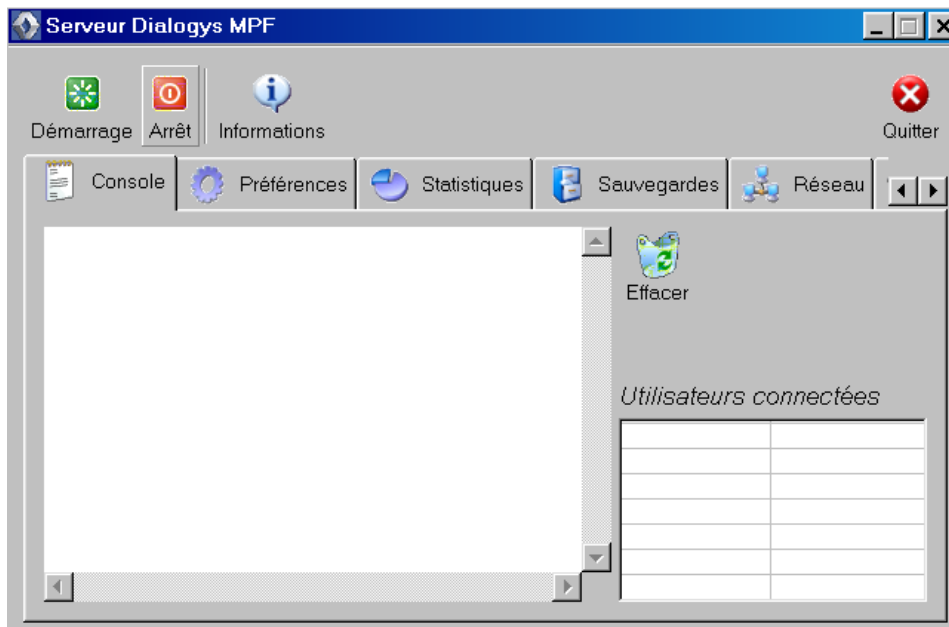 Serveur Dialogys MPF
Démarrage Arrêt Informations Quitter
Console Préférences Statistiques Sauvegardes Réseau
Effacer
Utilisateurs connectées